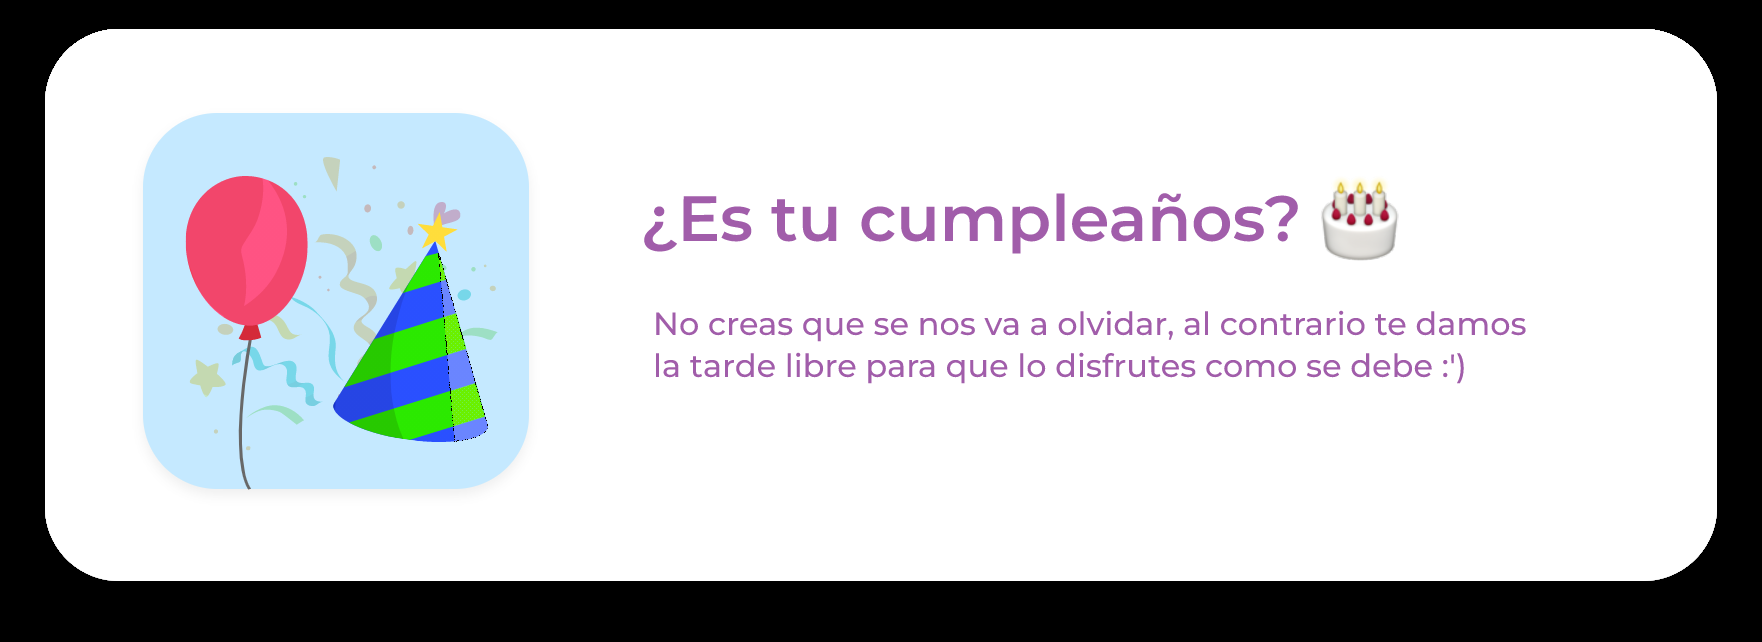 ¿Es tu cumpleaños? 🎂
No creas que se nos va a olvidar, al contrario te damos
la tarde libre para que lo disfrutes como se debe :')